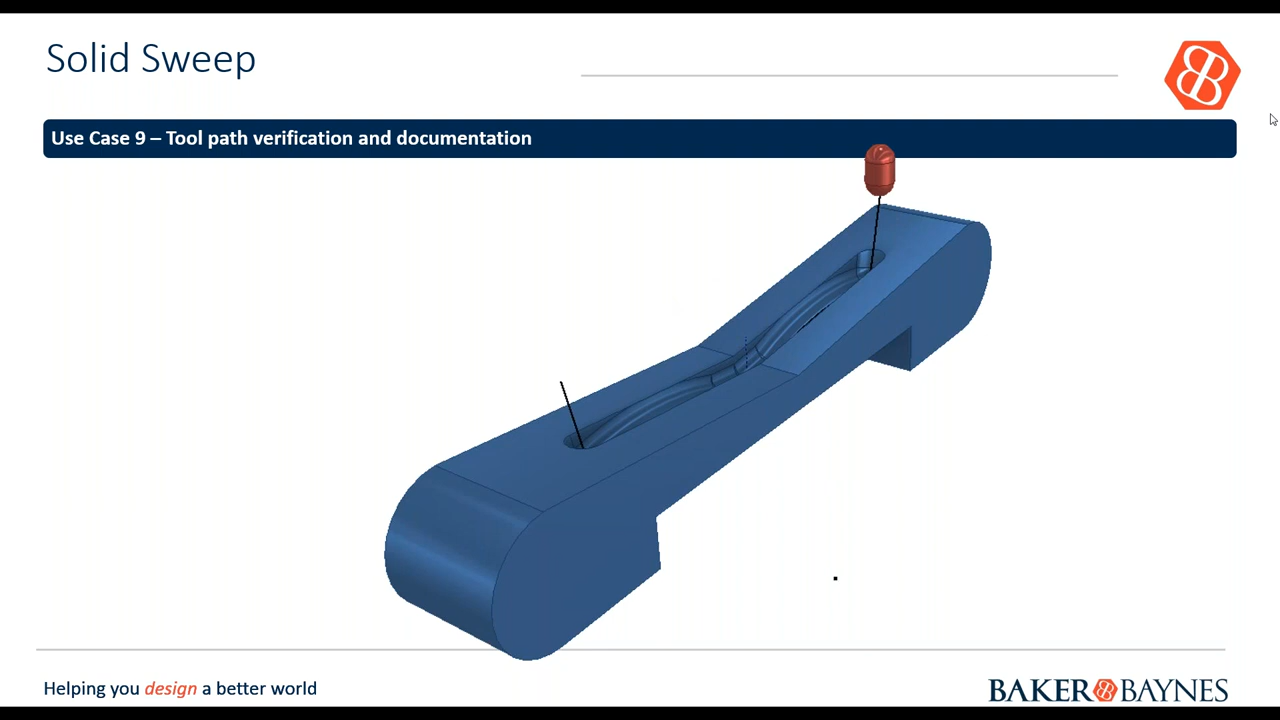 Solid Sweep
Use Case 9 – Tool path verification and documentation
Helping you design a better world
BAKER BAYNES